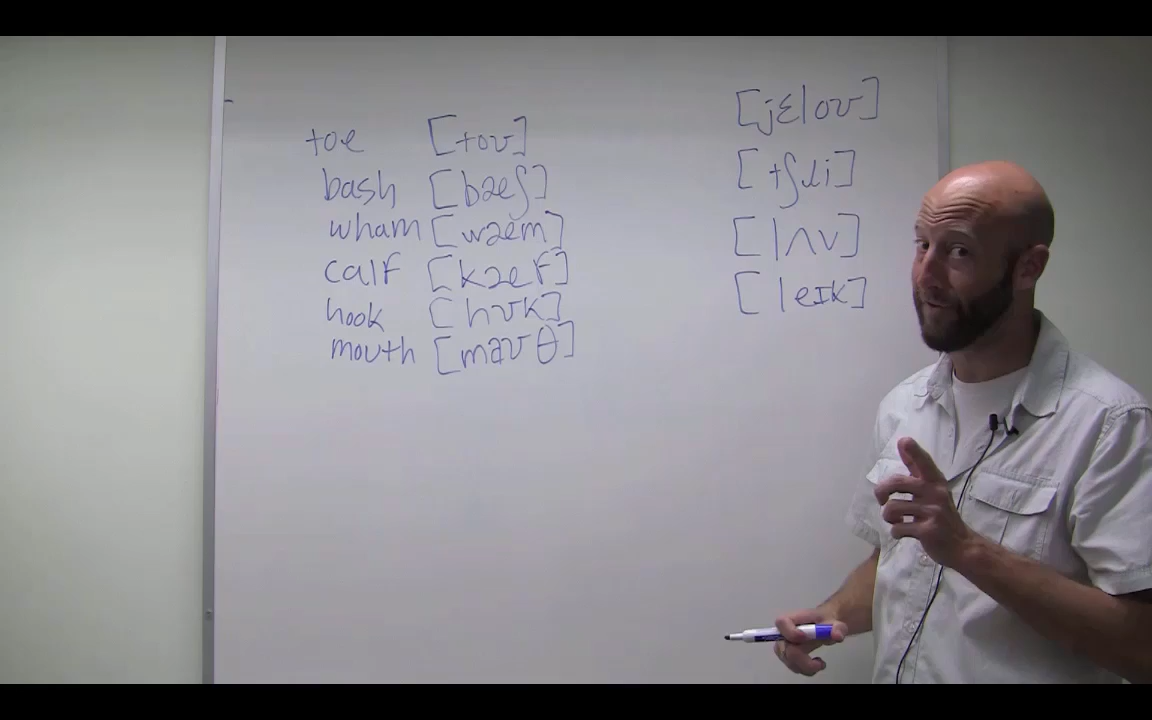 toe [toʊ]
bash [bæʃ]
wham [wæm]
calf [kæf]
hook [hʊk]
mouth [maʊθ]
[jɛloʊ]
[tʃɹi]
[lʌv]
[leɪk]